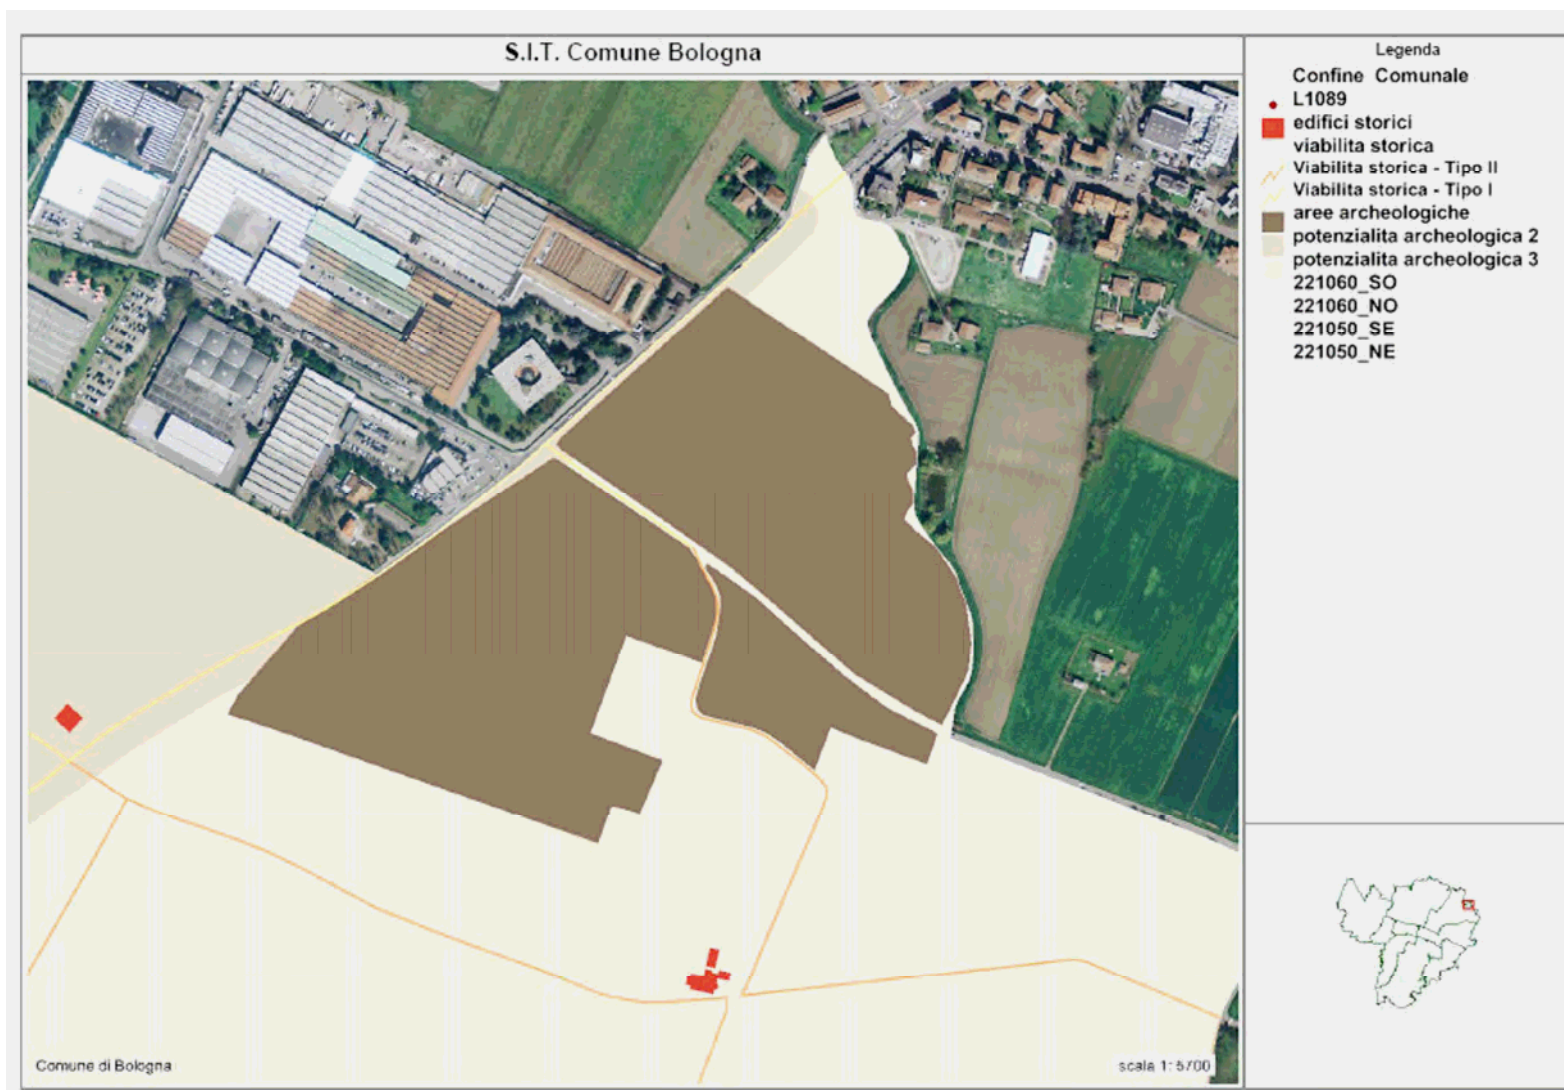 S.I.T. Comune Bologna
Legenda
Confine Comunale
L1089
edifici storici
viabilita storica
Viabilita storica - Tipo II
Viabilita storica - Tipo I
aree archeologiche
potenzialita archeologica 2
potenzialita archeologica 3
221060_SO
221060_NO
221050_SE
221050_NE
Comune di Bologna
scala 1: 5700